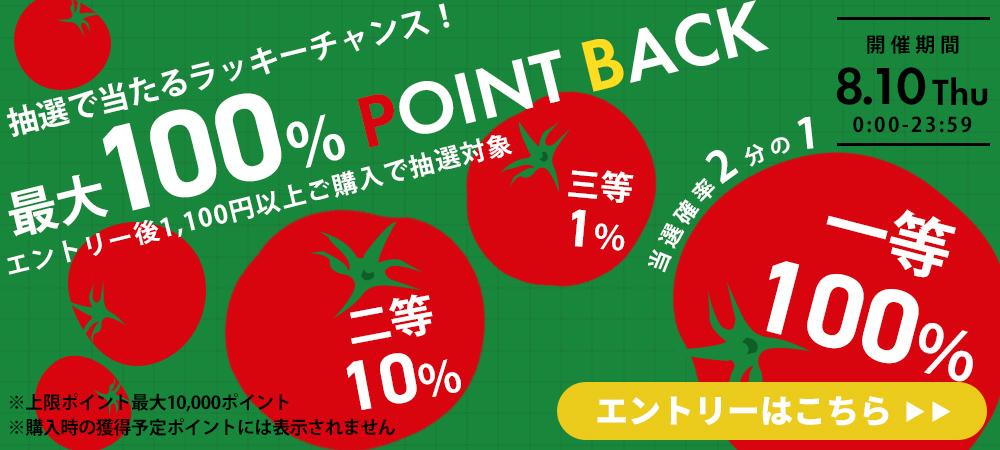 抽選で当たるラッキーチャンス！
最大100% POINT BACK
エントリー後1,100円以上ご購入で抽選対象
開催期間
8.10 Thu
0:00-23:59
三等
1%
当選確率2分の1
一等
100%
二等
10%
※上限ポイント最大10,000ポイント
※購入時の獲得予定ポイントには表示されません
エントリーはこちら ▶▶